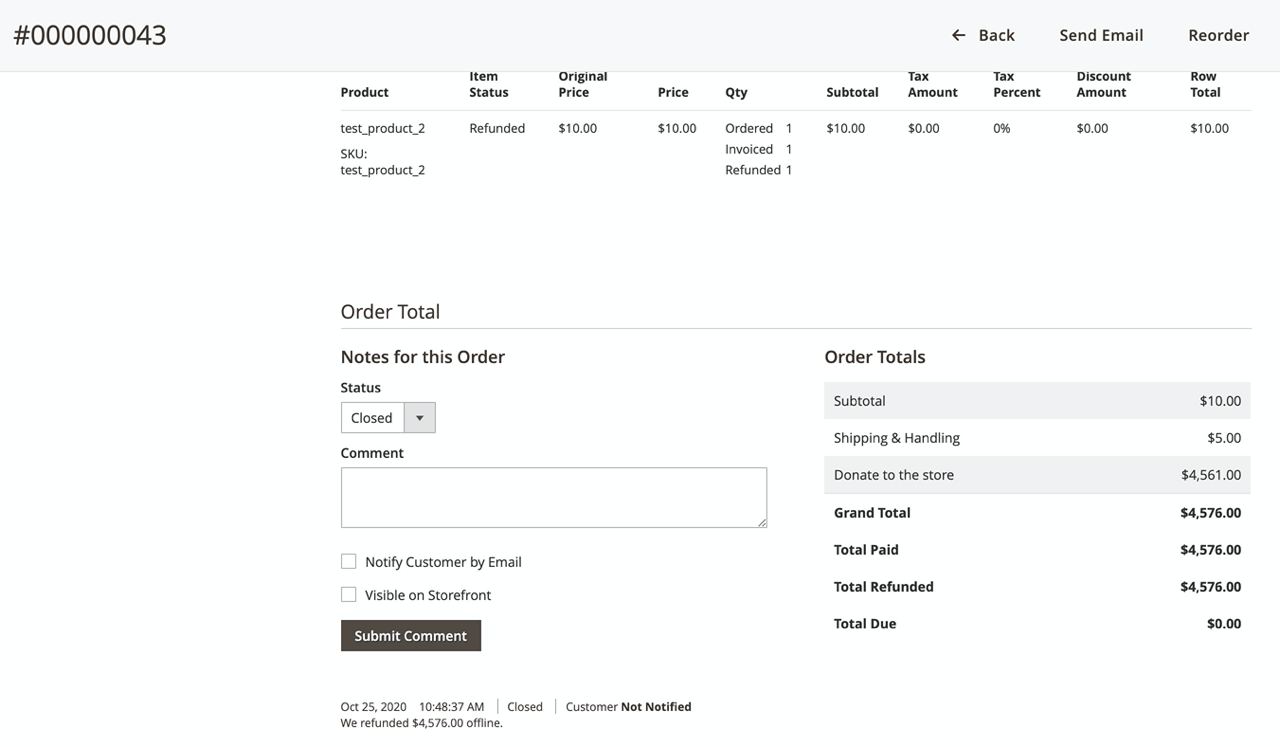 #000000043
← Back Send Email Reorder
Product Item Status Original Price Price Qty Subtotal Tax Amount Tax Percent Discount Amount Row Total
test_product_2 Refunded $10.00 $10.00 Ordered 1 $10.00 $0.00 0% $0.00 $10.00
Invoiced 1
SKU:
test_product_2
Refunded 1
Order Total
Notes for this Order
Status
Closed
Comment
Notify Customer by Email
Visible on Storefront
Submit Comment
Oct 25, 2020 10:48:37 AM | Closed | Customer Not Notified
We refunded $4,576.00 offline.
Order Totals
Subtotal $10.00
Shipping & Handling $5.00
Donate to the store $4,561.00
Grand Total $4,576.00
Total Paid $4,576.00
Total Refunded $4,576.00
Total Due $0.00